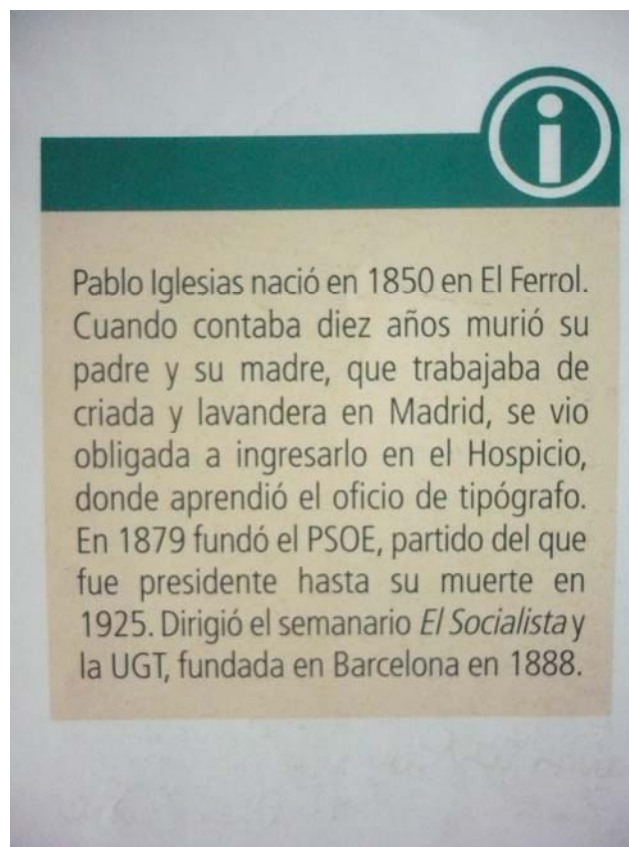 Pablo Iglesias nació en 1850 en El Ferrol.
Cuando contaba diez años murió su
padre y su madre, que trabajaba de
criada y lavandera en Madrid, se vio
obligada a ingresarlo en el Hospicio,
donde aprendió el oficio de tipógrafo.
En 1879 fundó el PSOE, partido del que
fue presidente hasta su muerte en
1925. Dirigió el semanario El Socialista y
la UGT, fundada en Barcelona en 1888.